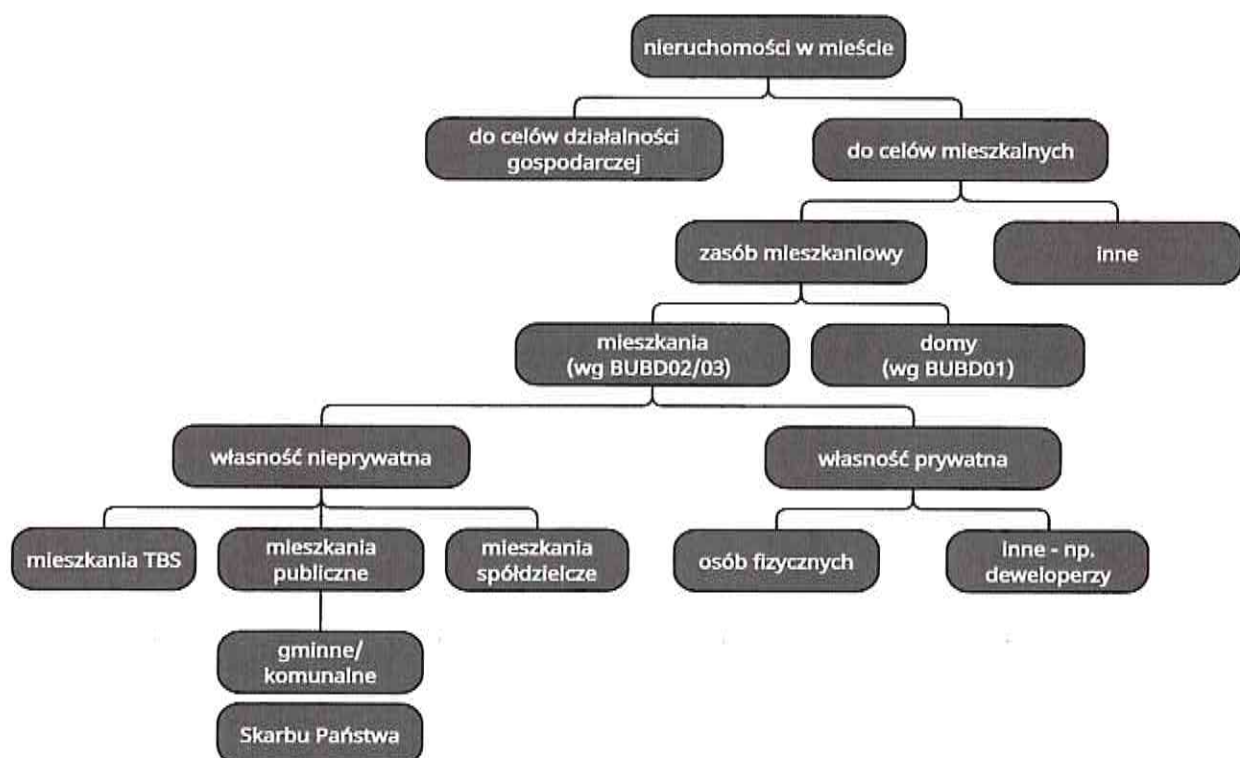 nieruchomości w mieście
do celów działalności
gospodarczej
do celów mieszkalnych
zasób mieszkaniowy
inne
mieszkania
(wg BUBD02/03)
domy
(wg BUBD01)
własność nieprywatna
własność prywatna
mieszkania TBS
mieszkania
publiczne
mieszkania
spółdzielcze
osób fizycznych
inne - np.
deweloperzy
gminne/
komunalne
Skarbu Państwa